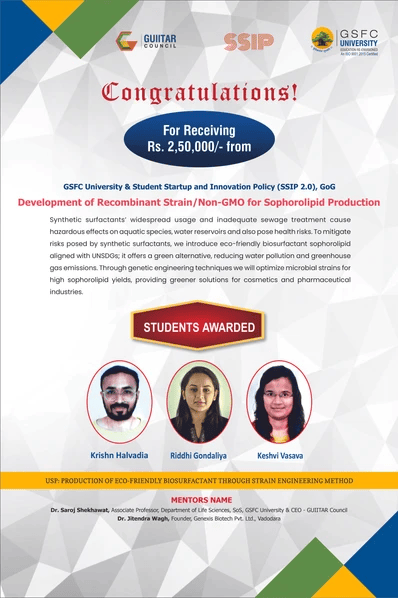 GUIITAR
COUNCIL
SSIP
GSFC
UNIVERSITY
EDUCATION RE-ENVISIONED
Congratulations!
For Receiving
Rs. 2,50,000/- from
GSFC University & Student Startup and Innovation Policy (SSIP 2.0), GoG
Development of Recombinant Strain/Non-GMO for Sophorolipid Production
Synthetic surfactants' widespread usage and inadequate sewage treatment cause
hazardous effects on aquatic species, water reservoirs and also pose health risks. To mitigate
risks posed by synthetic surfactants, we introduce eco-friendly biosurfactant sophorolipid
aligned with UNSDGs; it offers a green alternative, reducing water pollution and greenhouse
gas emissions. Through genetic engineering techniques we will optimize microbial strains for
high sophorolipid yields, providing greener solutions for cosmetics and pharmaceutical
industries.
STUDENTS AWARDED
Krishn Halvadia
Riddhi Gondaliya
Keshvi Vasava
USP: PRODUCTION OF ECO-FRIENDLY BIOSURFACTANT THROUGH STRAIN ENGINEERING METHOD
MENTORS NAME
Dr. Saroj Shekhawat, Associate Professor, Department of Life Sciences, SoS, GSFC University & CEO - GUIITAR Council
Dr. Jitendra Wagh, Founder, Genexis Biotech Pvt. Ltd., Vadodara